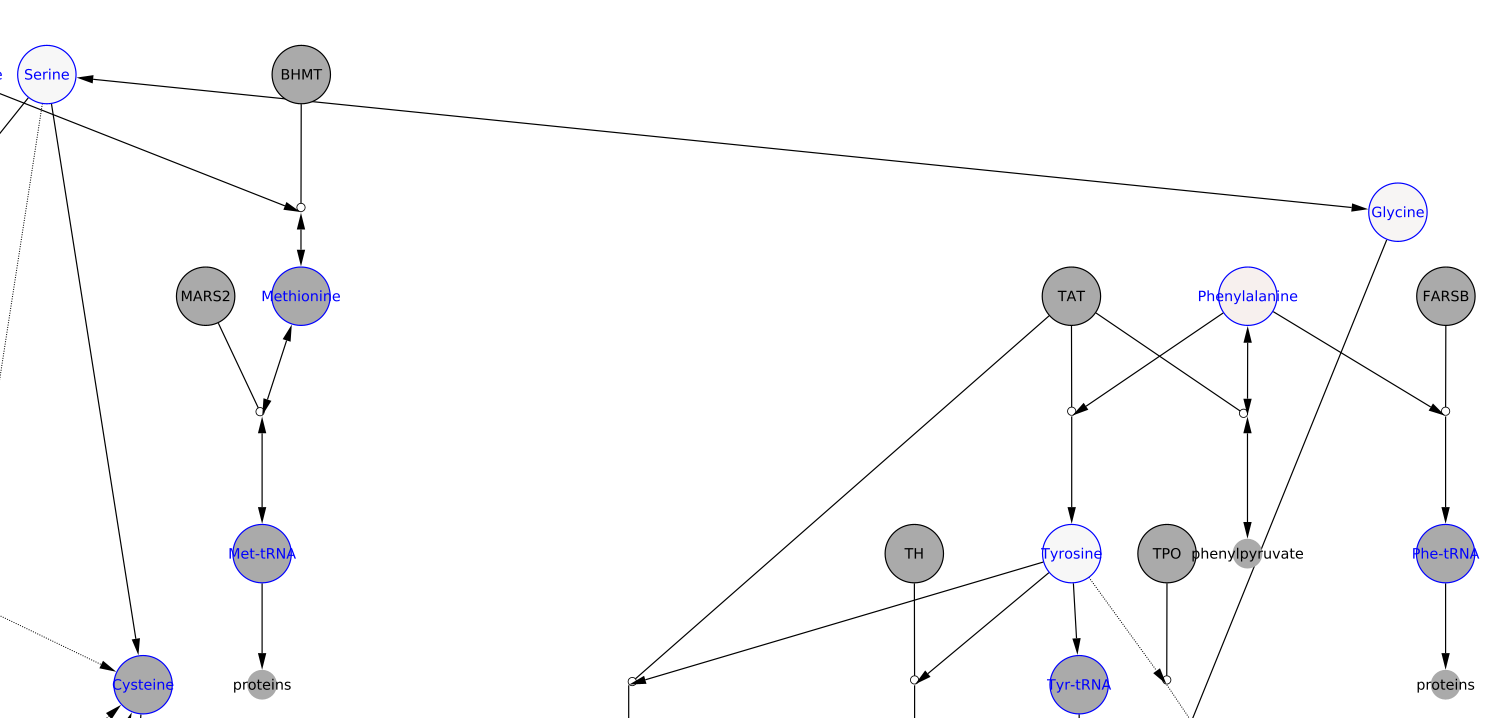 e
Serine
BHMT
Glycine
MARS2
Methionine
TAT
Phenylalanine
FARSB
Met-tRNA
TH
Tyrosine
TPO
phenylpyruvate
Phe-tRNA
Cysteine
proteins
Tyr-tRNA
proteins